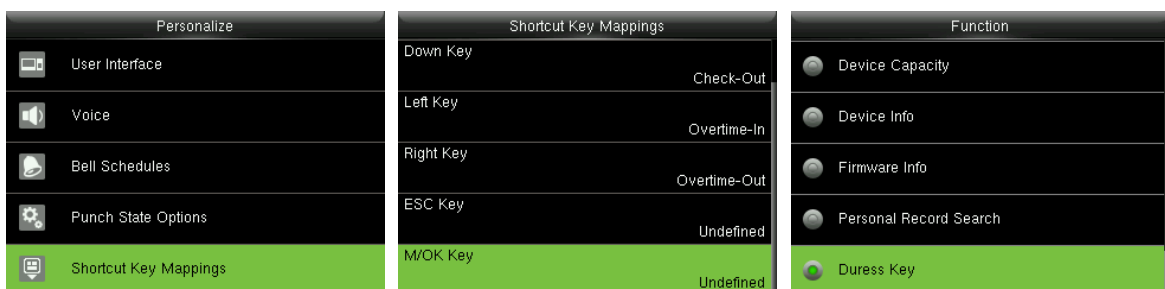 Personalize
User Interface
Voice
Bell Schedules
Punch State Options
Shortcut Key Mappings
Shortcut Key Mappings
Down Key
Check-Out
Left Key
Overtime-In
Right Key
Overtime-Out
ESC Key
Undefined
M/OK Key
Undefined
Function
Device Capacity
Device Info
Firmware Info
Personal Record Search
Duress Key